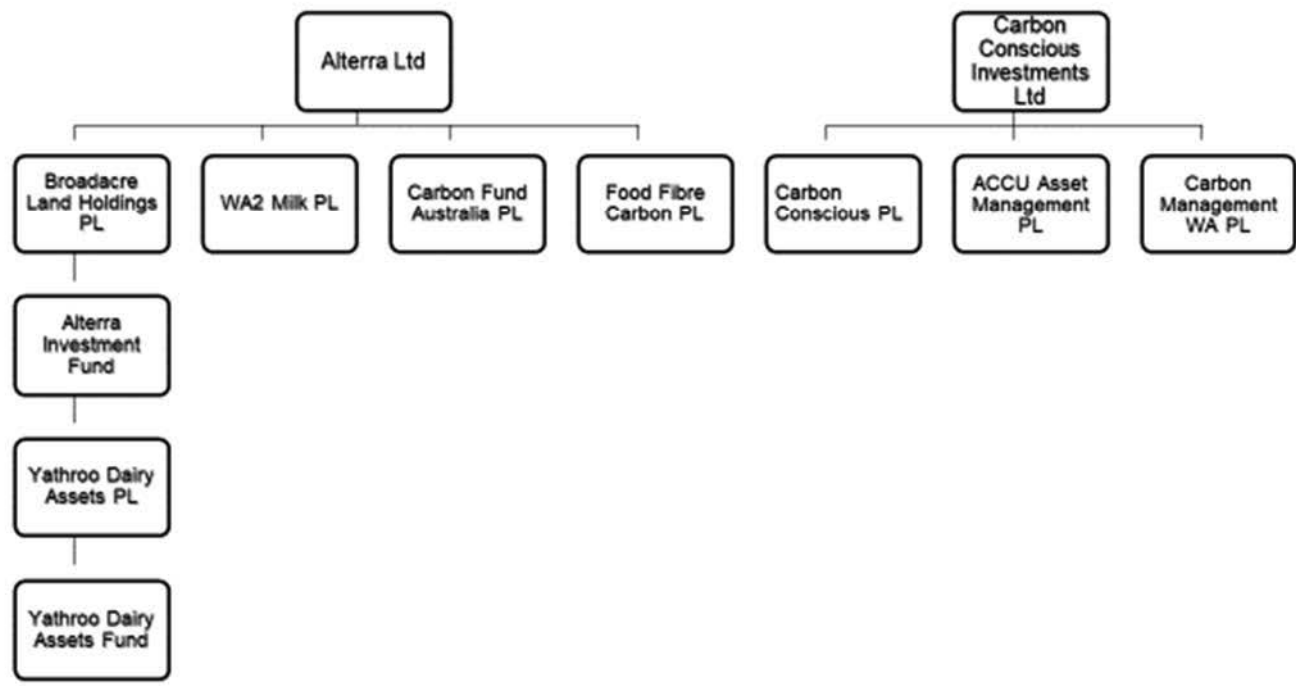 Alterra Ltd
Carbon
Conscious
Investments
Ltd
Broadacre
Land Holdings
PL
WA2 Milk PL
Carbon Fund
Australia PL
Food Fibre
Carbon PL
Carbon
Conscious PL
ACCU Asset
Management
PL
Carbon
Management
WA PL
Alterra
Investment
Fund
Yathroo Dairy
Assets PL
Yathroo Dairy
Assets Fund